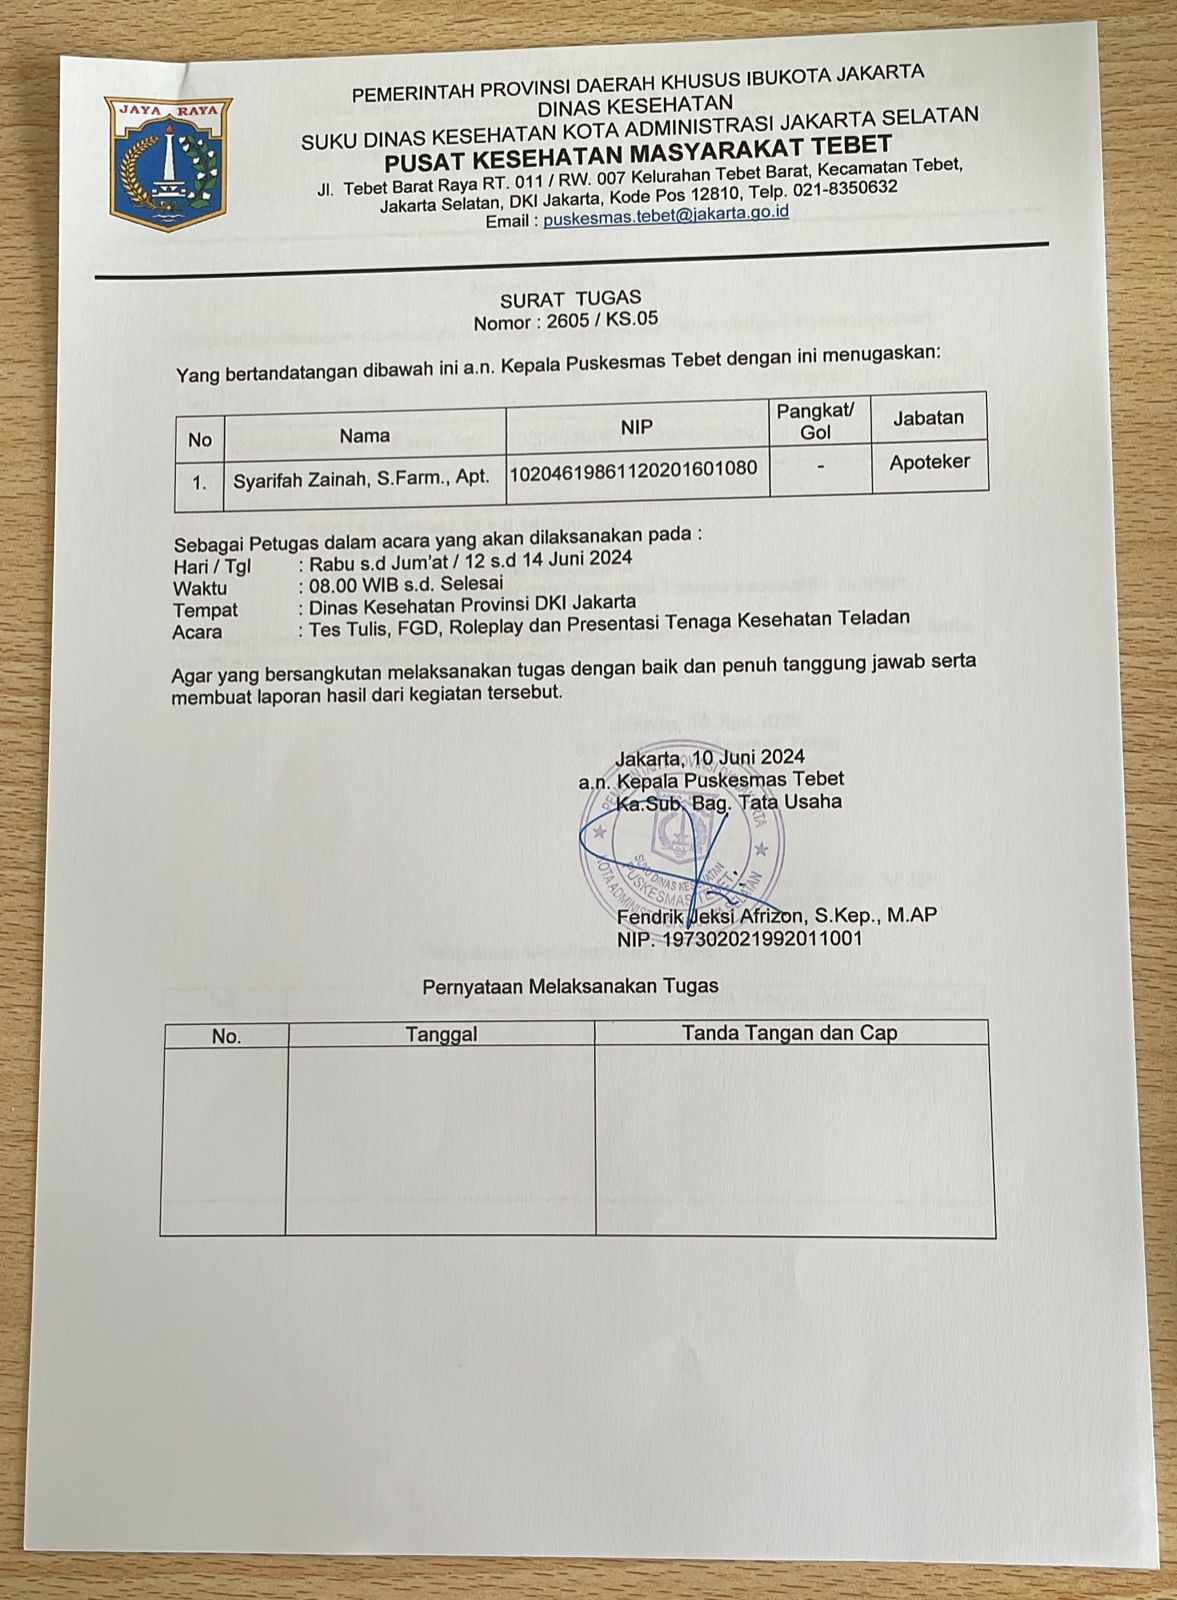 JAYA RAYA
PEMERINTAH PROVINSI DAERAH KHUSUS IBUKOTA JAKARTA
DINAS KESEHATAN
SUKU DINAS KESEHATAN KOTA ADMINISTRASI JAKARTA SELATAN
PUSAT KESEHATAN MASYARAKAT TEBET
Jl. Tebet Barat Raya RT. 011 / RW. 007 Kelurahan Tebet Barat, Kecamatan Tebet,
Jakarta Selatan, DKI Jakarta, Kode Pos 12810, Telp. 021-8350632
Email : puskesmas.tebet@jakarta.go.id
SURAT TUGAS
Nomor : 2605 / KS.05
Yang bertandatangan dibawah ini a.n. Kepala Puskesmas Tebet dengan ini menugaskan:
No Nama NIP Pangkat/ Gol Jabatan
1. Syarifah Zainah, S.Farm., Apt. 10204619861120201601080 - Apoteker
Sebagai Petugas dalam acara yang akan dilaksanakan pada :
Hari / Tgl : Rabu s.d Jum'at / 12 s.d 14 Juni 2024
Waktu : 08.00 WIB s.d. Selesai
Tempat : Dinas Kesehatan Provinsi DKI Jakarta
Acara : Tes Tulis, FGD, Roleplay dan Presentasi Tenaga Kesehatan Teladan
Agar yang bersangkutan melaksanakan tugas dengan baik dan penuh tanggung jawab serta
membuat laporan hasil dari kegiatan tersebut.
Jakarta, 10 Juni 2024
a.n. Kepala Puskesmas Tebet
Ka.Sub. Bag. Tata Usaha
SUKU DINAS KESEHATAN
PUSKESMAS TEBET
Fendrik Jeksi Afrizon, S.Kep., M.AP
NIP. 197302021992011001
Pernyataan Melaksanakan Tugas
No. Tanggal Tanda Tangan dan Cap